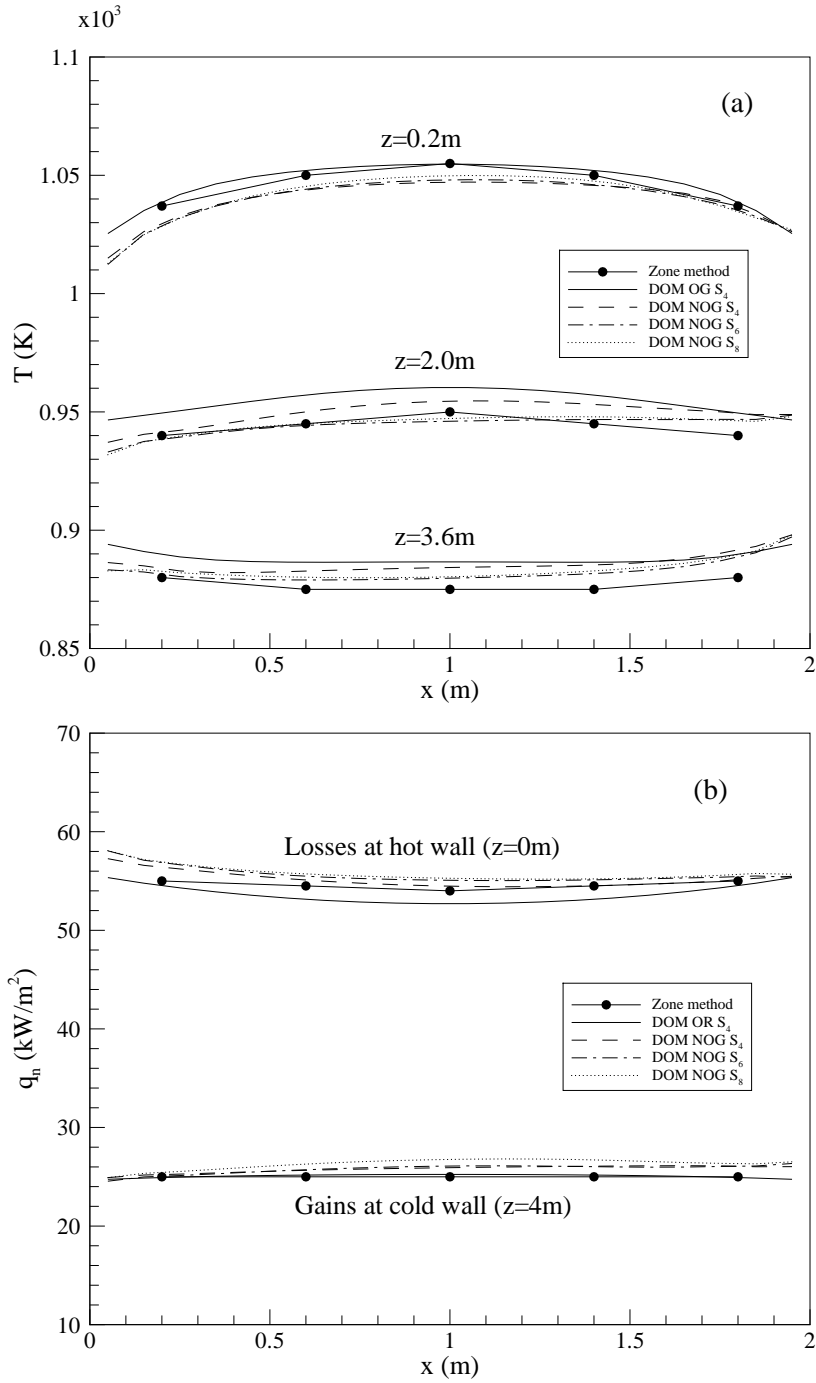 x10³
1.1
(a)
z=0.2m
1.05
Zone method
DOM OG S₄
DOM NOG S₄
DOM NOG S₆
DOM NOG S₈
1
T (K)
z=2.0m
0.95
0.9
z=3.6m
0.85
0 0.5 1 1.5 2
x (m)
70
(b)
60
Losses at hot wall (z=0m)
50
Zone method
DOM OR S₄
DOM NOG S₄
DOM NOG S₆
DOM NOG S₈
40
qₙ (kW/m²)
30
Gains at cold wall (z=4m)
20
10
0 0.5 1 1.5 2
x (m)